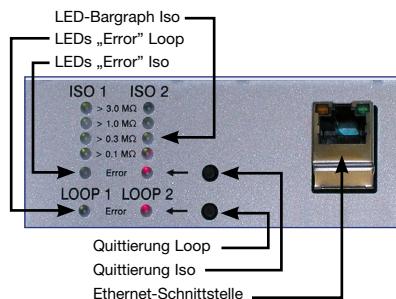 LED-Bargraph Iso
LEDs „Error” Loop
LEDs „Error” Iso
ISO 1 ISO 2
> 3.0 MΩ
> 1.0 MΩ
> 0.3 MΩ
> 0.1 MΩ
Error
LOOP 1 LOOP 2
Error
Quittierung Loop
Quittierung Iso
Ethernet-Schnittstelle